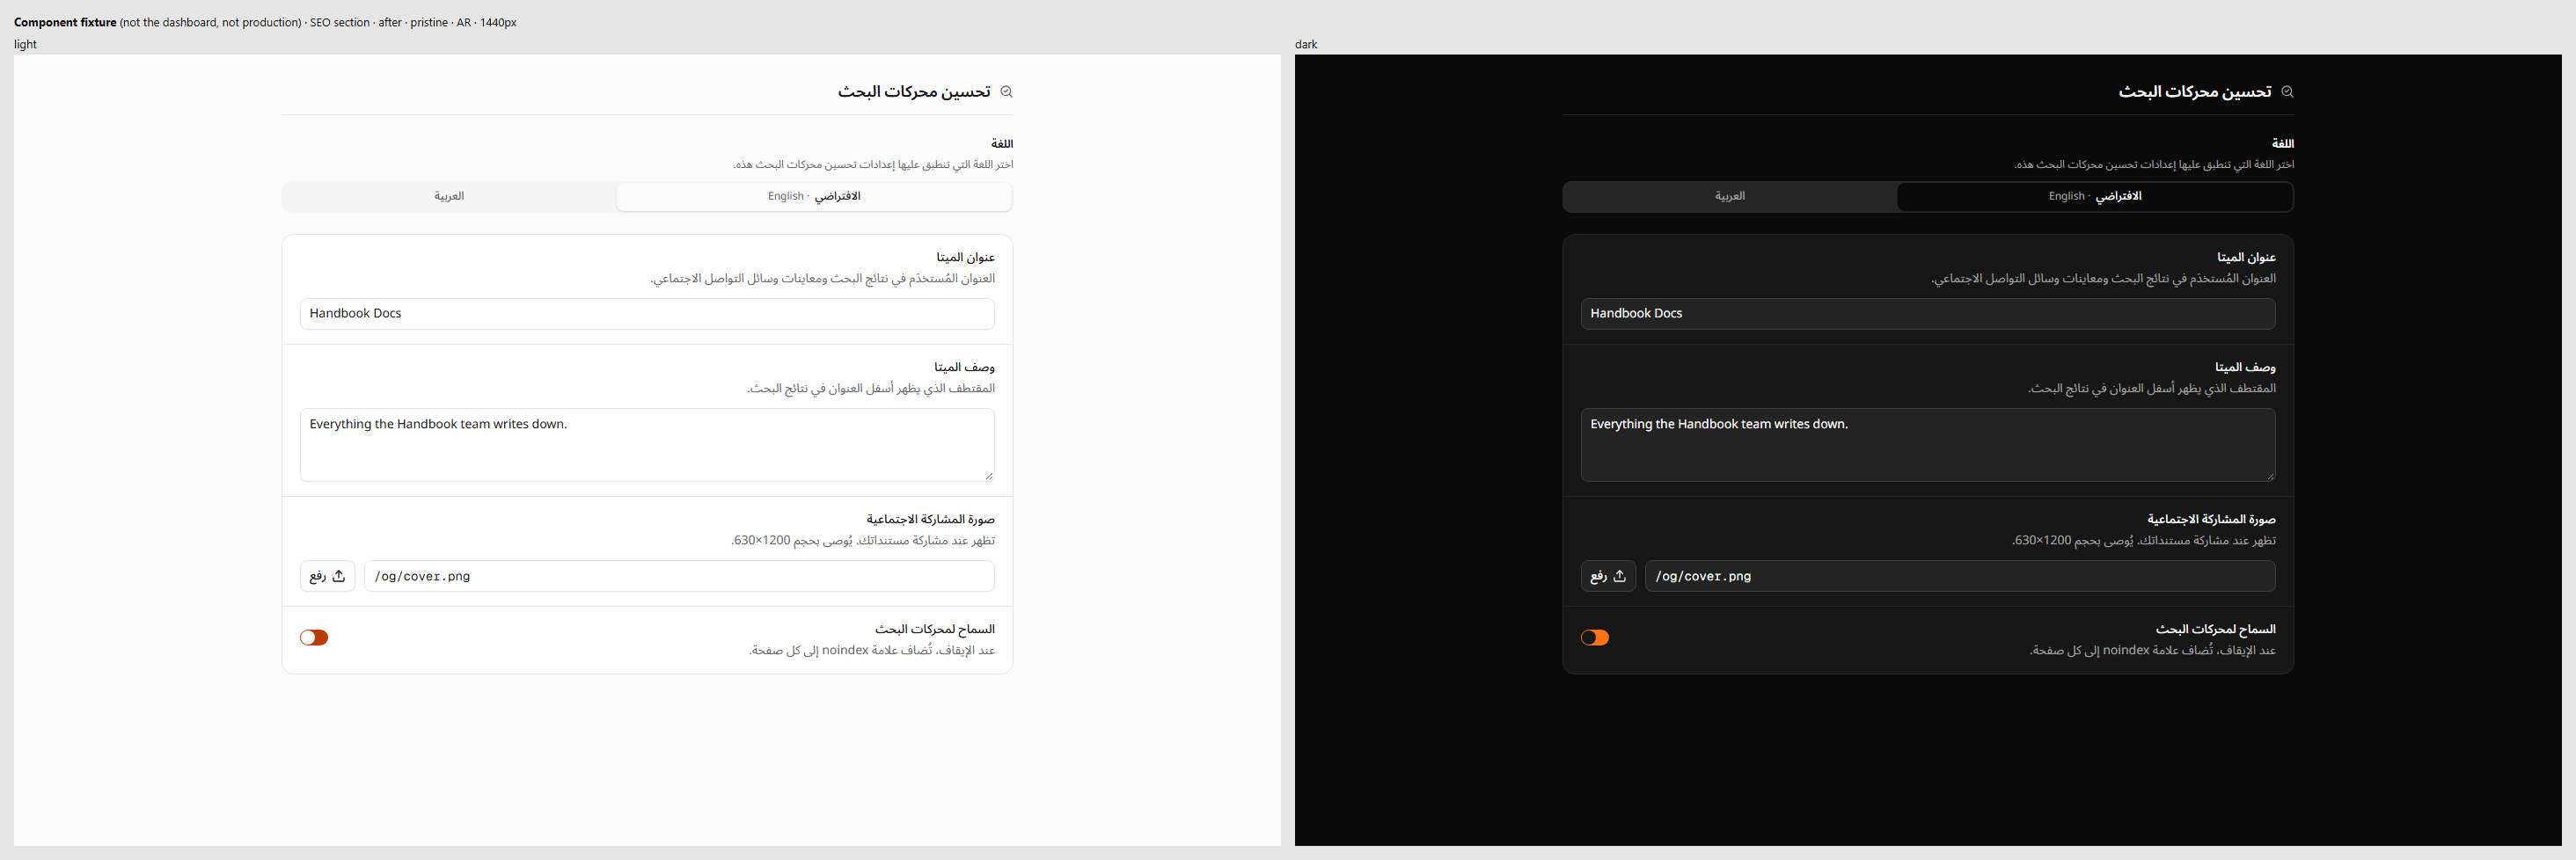 Component fixture (not the dashboard, not production) · SEO section · after · pristine · AR · 1440px
light
تحسين محركات البحث
اللغة
اختر اللغة التي تنطبق عليها إعدادات تحسين محركات البحث هذه.
الافتراضي · English
العربية
عنوان الميتا
العنوان المُستخدَم في نتائج البحث ومعاينات وسائل التواصل الاجتماعي.
Handbook Docs
وصف الميتا
المقتطف الذي يظهر أسفل العنوان في نتائج البحث.
Everything the Handbook team writes down.
صورة المشاركة الاجتماعية
تظهر عند مشاركة مستنداتك. يُوصى بحجم 1200×630.
/og/cover.png
رفع
السماح لمحركات البحث
عند الإيقاف، تُضاف علامة noindex إلى كل صفحة.
dark
تحسين محركات البحث
اللغة
اختر اللغة التي تنطبق عليها إعدادات تحسين محركات البحث هذه.
الافتراضي · English
العربية
عنوان الميتا
العنوان المُستخدَم في نتائج البحث ومعاينات وسائل التواصل الاجتماعي.
Handbook Docs
وصف الميتا
المقتطف الذي يظهر أسفل العنوان في نتائج البحث.
Everything the Handbook team writes down.
صورة المشاركة الاجتماعية
تظهر عند مشاركة مستنداتك. يُوصى بحجم 1200×630.
/og/cover.png
رفع
السماح لمحركات البحث
عند الإيقاف، تُضاف علامة noindex إلى كل صفحة.